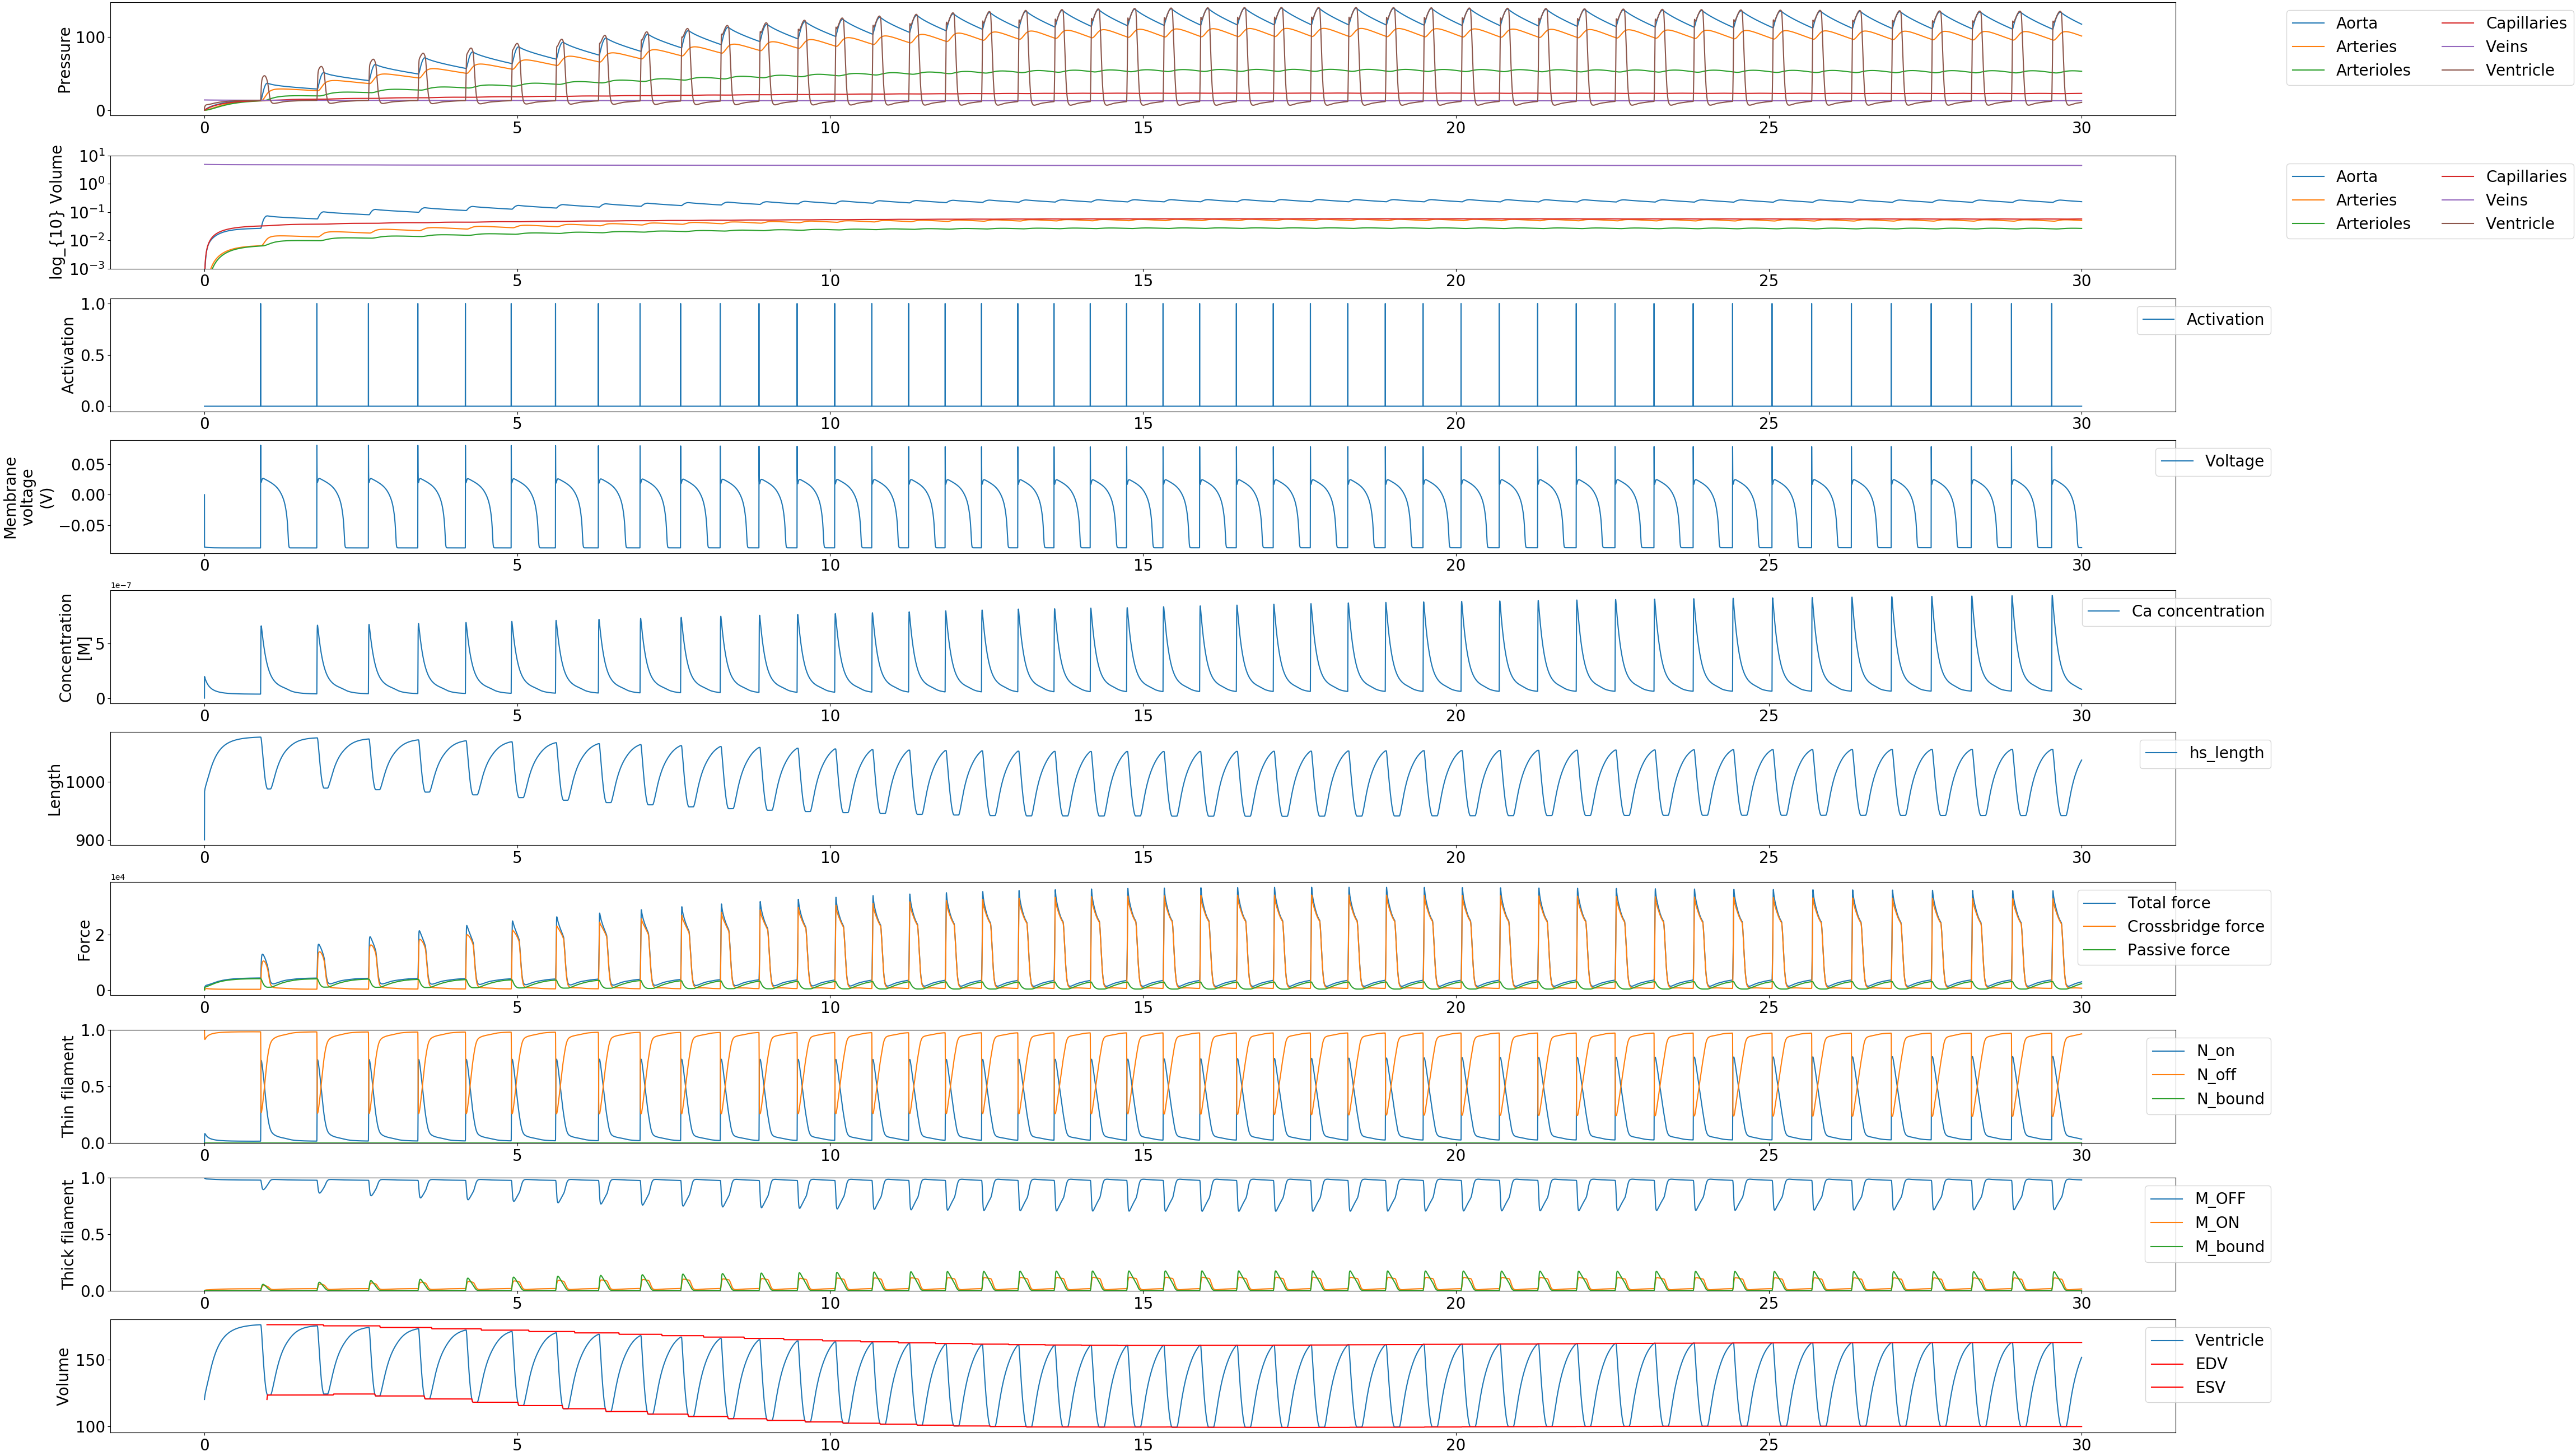 Pressure
100
0
0 5 10 15 20 25 30
Aorta Capillaries
Arteries Veins
Arterioles Ventricle
log_{10} Volume
10^1
10^0
10^-1
10^-2
10^-3
0 5 10 15 20 25 30
Aorta Capillaries
Arteries Veins
Arterioles Ventricle
Activation
1.0
0.5
0.0
0 5 10 15 20 25 30
Activation
Membrane
voltage
(V)
0.05
0.00
−0.05
0 5 10 15 20 25 30
Voltage
Concentration
[M]
1e−7
5
0
0 5 10 15 20 25 30
Ca concentration
Length
1000
900
0 5 10 15 20 25 30
hs_length
Force
1e4
2
0
0 5 10 15 20 25 30
Total force
Crossbridge force
Passive force
Thin filament
1.0
0.5
0.0
0 5 10 15 20 25 30
N_on
N_off
N_bound
Thick filament
1.0
0.5
0.0
0 5 10 15 20 25 30
M_OFF
M_ON
M_bound
Volume
150
100
0 5 10 15 20 25 30
Ventricle
EDV
ESV